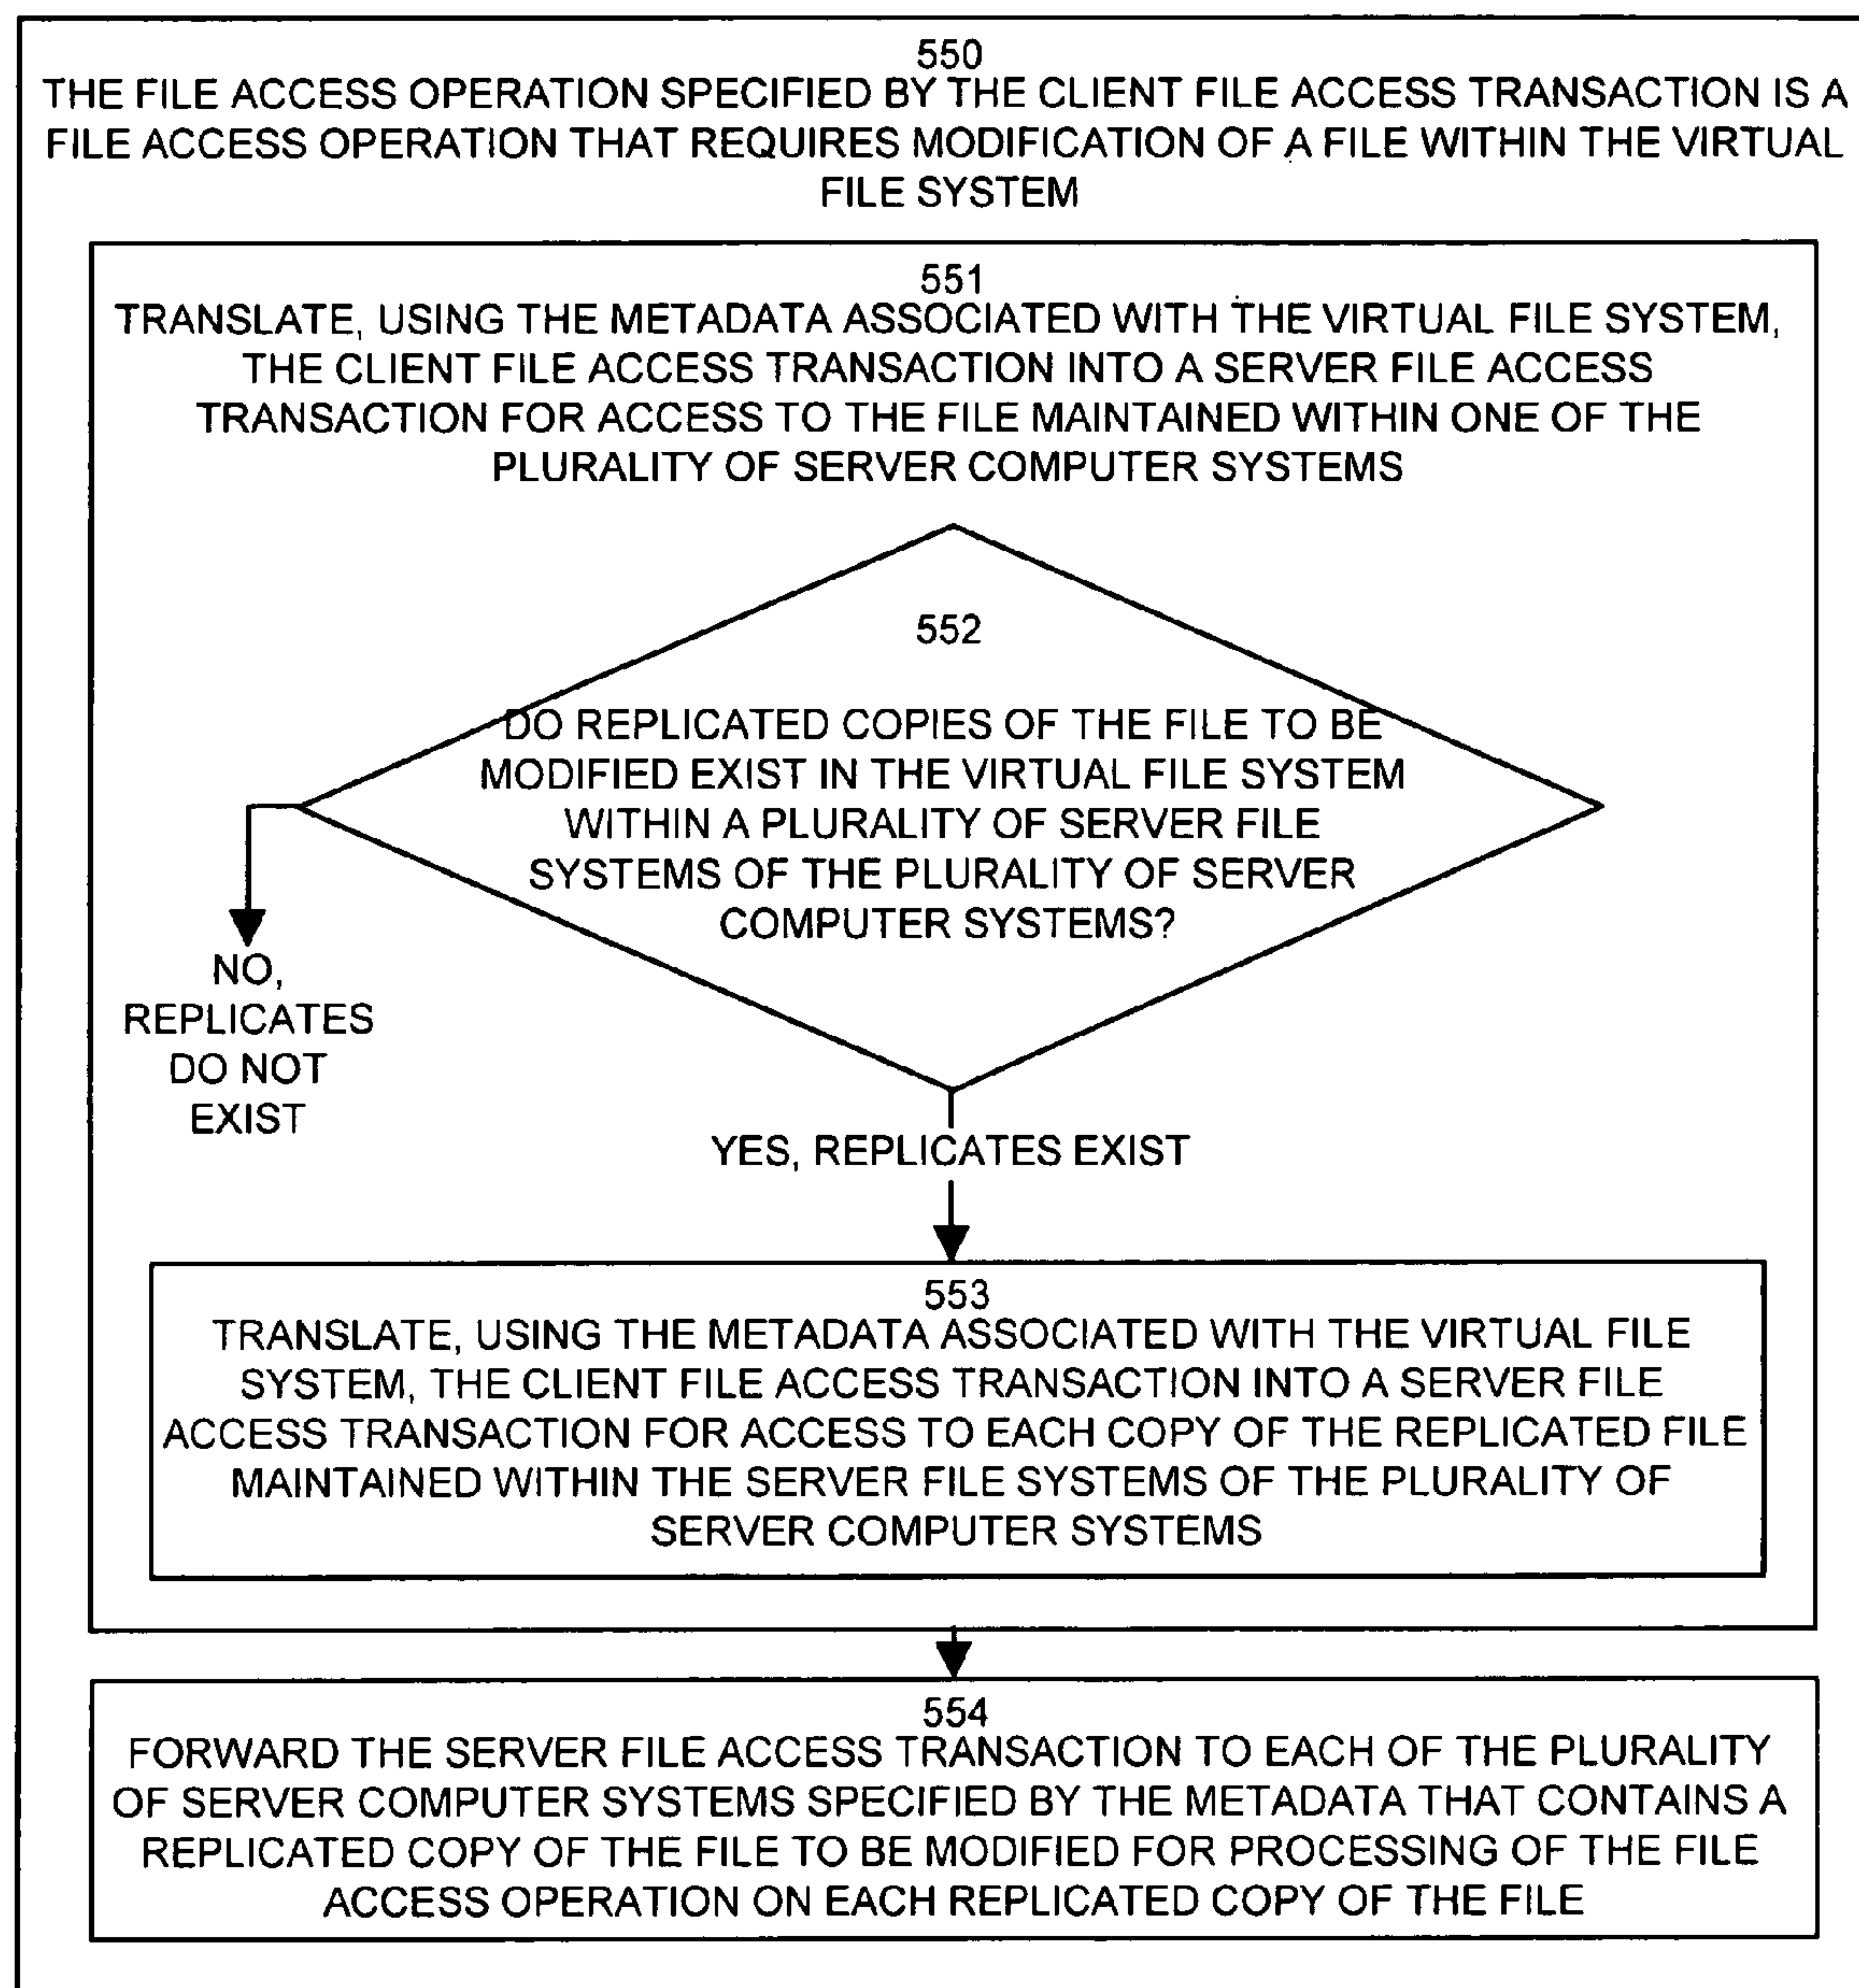 550
THE FILE ACCESS OPERATION SPECIFIED BY THE CLIENT FILE ACCESS TRANSACTION IS A
FILE ACCESS OPERATION THAT REQUIRES MODIFICATION OF A FILE WITHIN THE VIRTUAL
FILE SYSTEM
551
TRANSLATE, USING THE METADATA ASSOCIATED WITH THE VIRTUAL FILE SYSTEM,
THE CLIENT FILE ACCESS TRANSACTION INTO A SERVER FILE ACCESS
TRANSACTION FOR ACCESS TO THE FILE MAINTAINED WITHIN ONE OF THE
PLURALITY OF SERVER COMPUTER SYSTEMS
552
DO REPLICATED COPIES OF THE FILE TO BE
MODIFIED EXIST IN THE VIRTUAL FILE SYSTEM
WITHIN A PLURALITY OF SERVER FILE
SYSTEMS OF THE PLURALITY OF SERVER
COMPUTER SYSTEMS?
NO,
REPLICATES
DO NOT
EXIST
YES, REPLICATES EXIST
553
TRANSLATE, USING THE METADATA ASSOCIATED WITH THE VIRTUAL FILE
SYSTEM, THE CLIENT FILE ACCESS TRANSACTION INTO A SERVER FILE
ACCESS TRANSACTION FOR ACCESS TO EACH COPY OF THE REPLICATED FILE
MAINTAINED WITHIN THE SERVER FILE SYSTEMS OF THE PLURALITY OF
SERVER COMPUTER SYSTEMS
554
FORWARD THE SERVER FILE ACCESS TRANSACTION TO EACH OF THE PLURALITY
OF SERVER COMPUTER SYSTEMS SPECIFIED BY THE METADATA THAT CONTAINS A
REPLICATED COPY OF THE FILE TO BE MODIFIED FOR PROCESSING OF THE FILE
ACCESS OPERATION ON EACH REPLICATED COPY OF THE FILE